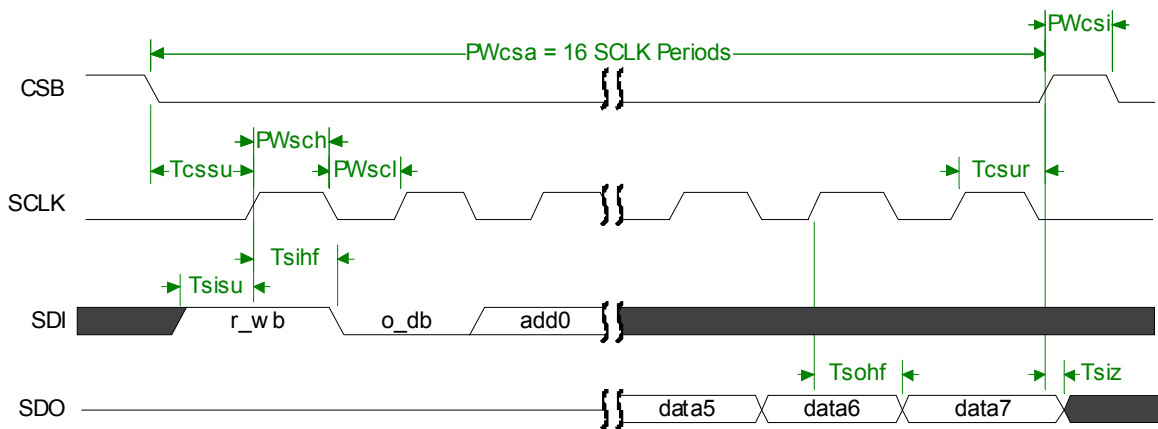 PWcsi
PWcsa = 16 SCLK Periods
CSB
PWsch
Tcssu
PWscl
Tcsur
SCLK
Tsihf
Tsisu
SDI
r_wb
o_db
add0
Tsohf
Tsiz
SDO
data5
data6
data7